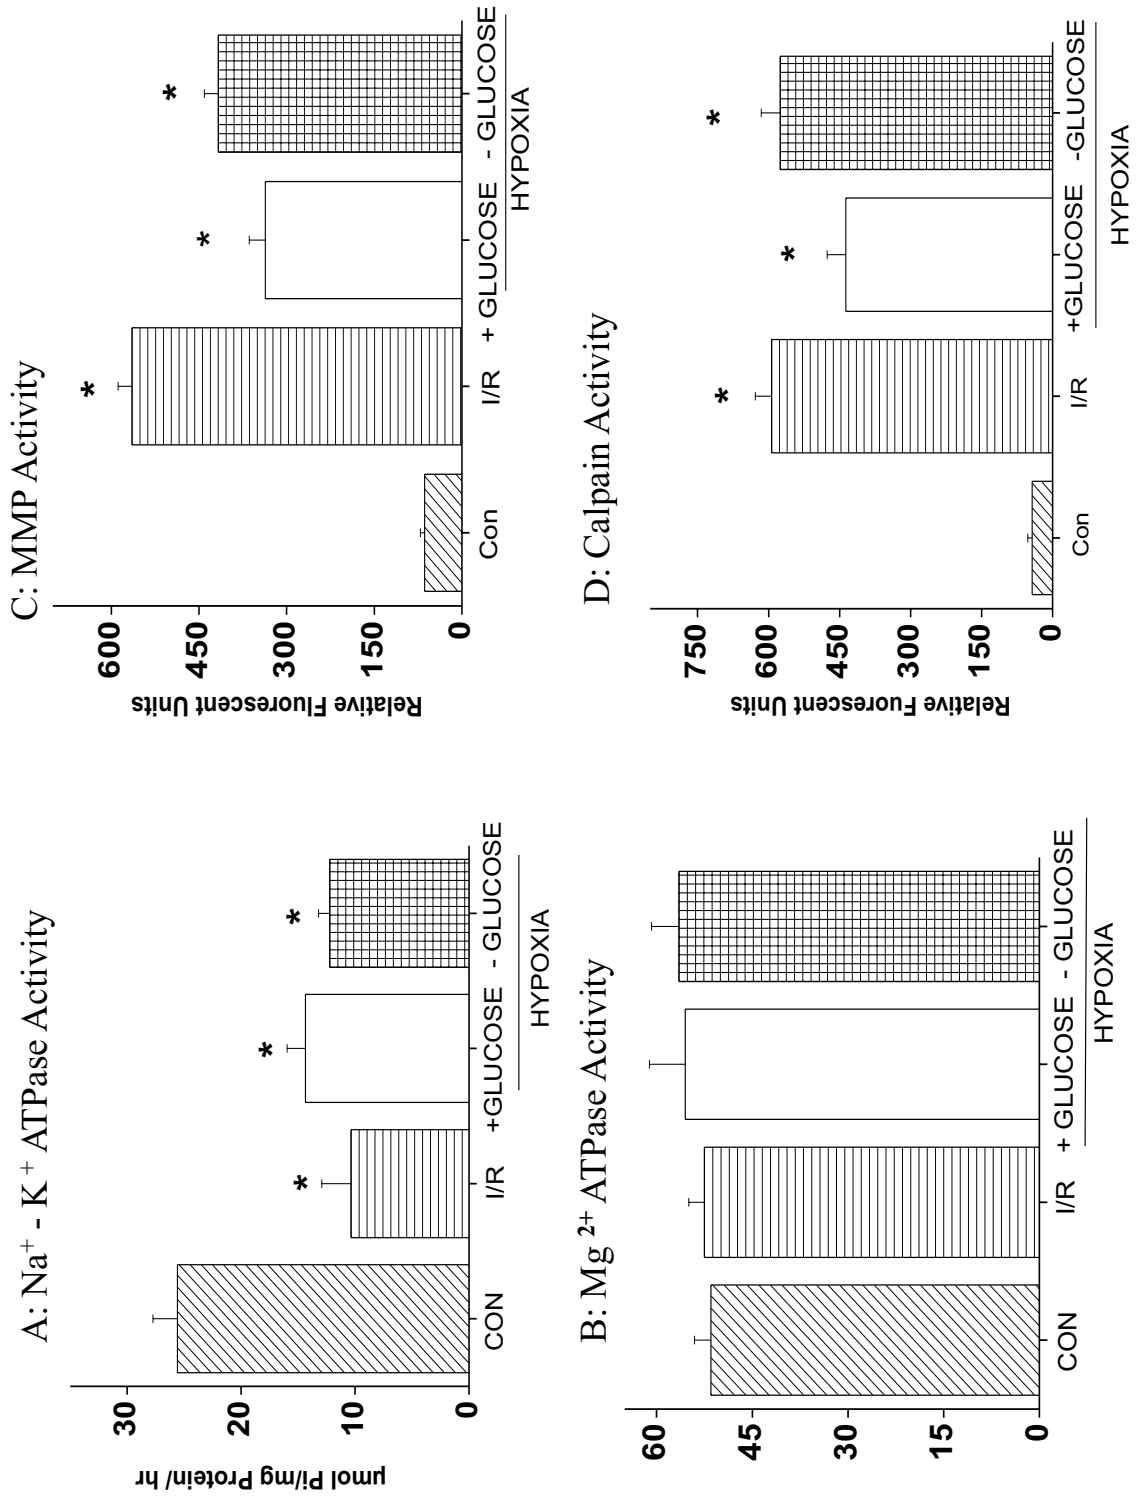 A: Na+ - K + ATPase Activity
µmol Pi/mg Protein/ hr
30
20
10
0
CON
I/R
+GLUCOSE
- GLUCOSE
HYPOXIA
*
*
*
C: MMP Activity
Relative Fluorescent Units
600
450
300
150
0
Con
I/R
+ GLUCOSE
- GLUCOSE
HYPOXIA
*
*
*
B: Mg 2+ ATPase Activity
60
45
30
15
0
CON
I/R
+ GLUCOSE
- GLUCOSE
HYPOXIA
D: Calpain Activity
Relative Fluorescent Units
750
600
450
300
150
0
Con
I/R
+GLUCOSE
-GLUCOSE
HYPOXIA
*
*
*